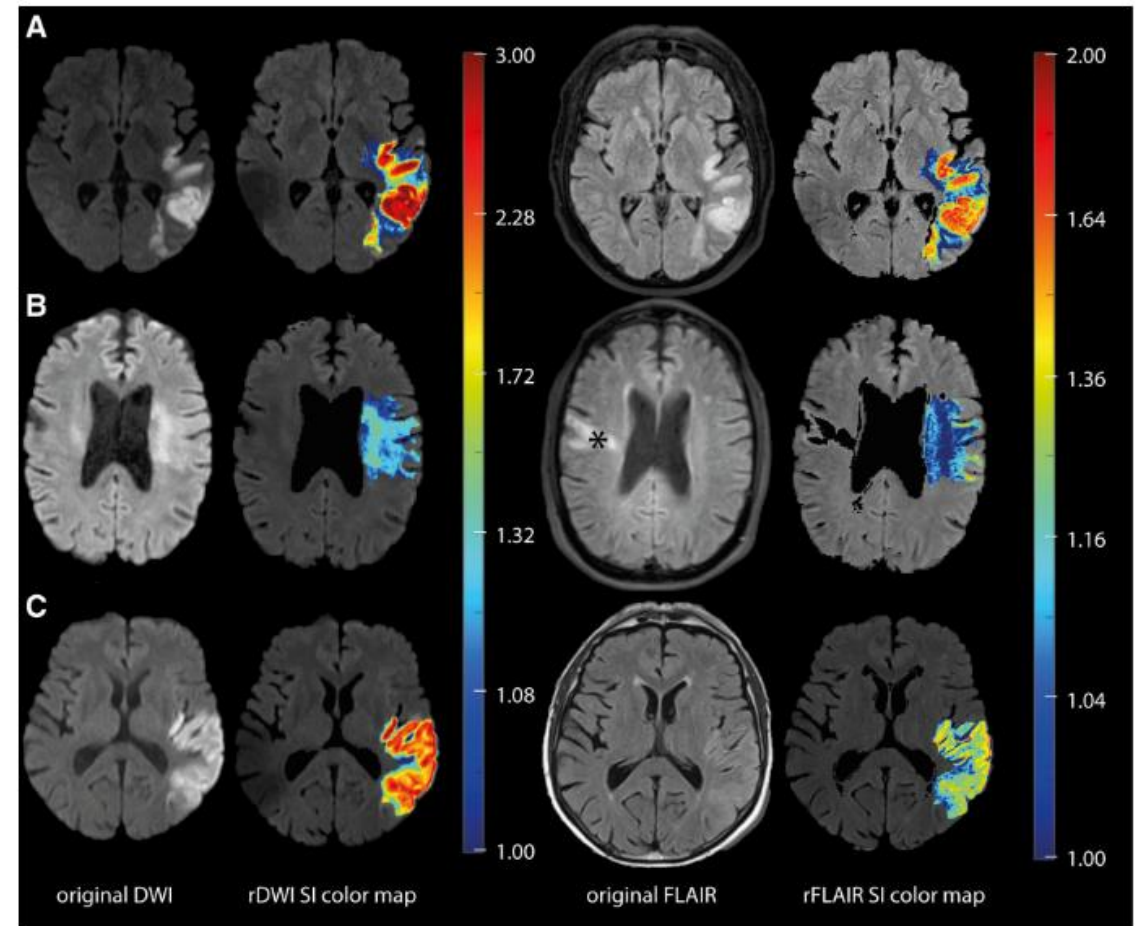 A
3.00
2.00
2.28
1.64
B
1.72
1.36
*
1.32
1.16
C
1.08
1.04
1.00
1.00
original DWI
rDWI SI color map
original FLAIR
rFLAIR SI color map